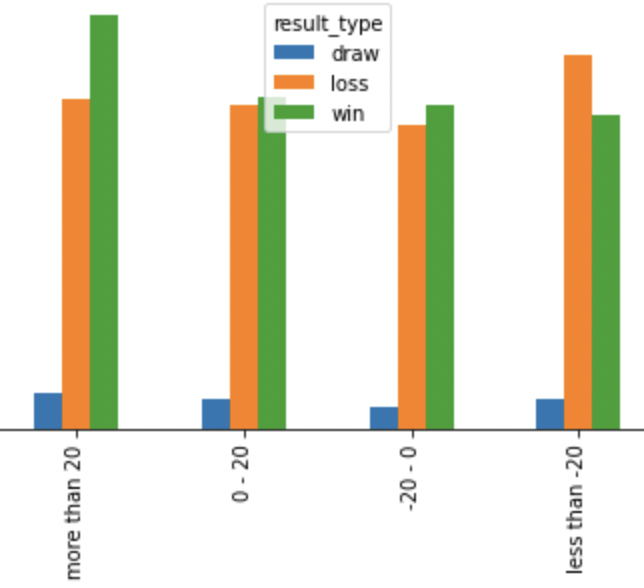 result_type
draw
loss
win
more than 20
0 - 20
-20 - 0
less than -20